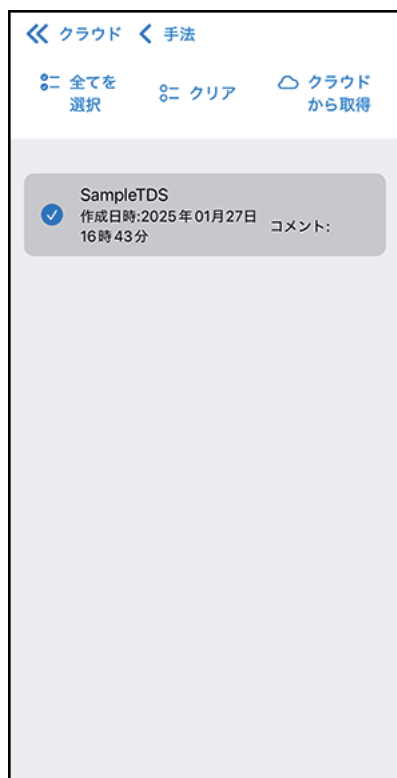 クラウド 手法
全てを 選択
クリア
クラウド から取得
SampleTDS
作成日時:2025年01月27日
16時43分
コメント: